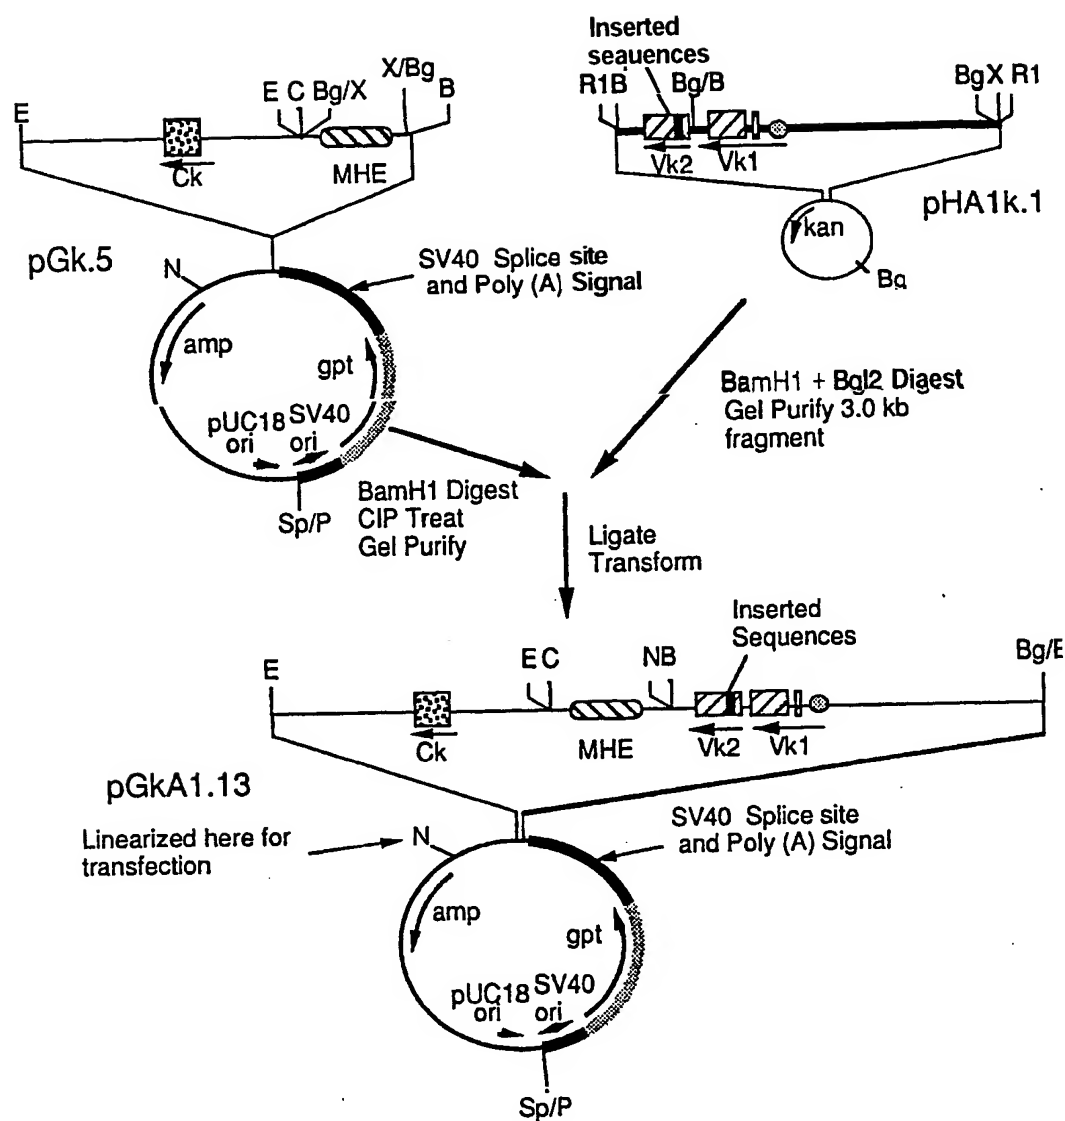 Inserted
seauences
X/Bg
E C Bg/X
B
E
R1B
Bg/B
BgX R1
Ck
MHE
Vk2
Vk1
pHA1k.1
kan
Bg
pGk.5
N
SV40 Splice site
and Poly (A) Signal
amp
gpt
pUC18 SV40
ori ori
Sp/P
BamH1 + Bgl2 Digest
Gel Purify 3.0 kb
fragment
BamH1 Digest
CIP Treat
Gel Purify
Ligate
Transform
Inserted
Sequences
E
E C
NB
Bg/E
Ck
MHE
Vk2
Vk1
pGkA1.13
Linearized here for
transfection
N
SV40 Splice site
and Poly (A) Signal
amp
gpt
pUC18 SV40
ori ori
Sp/P